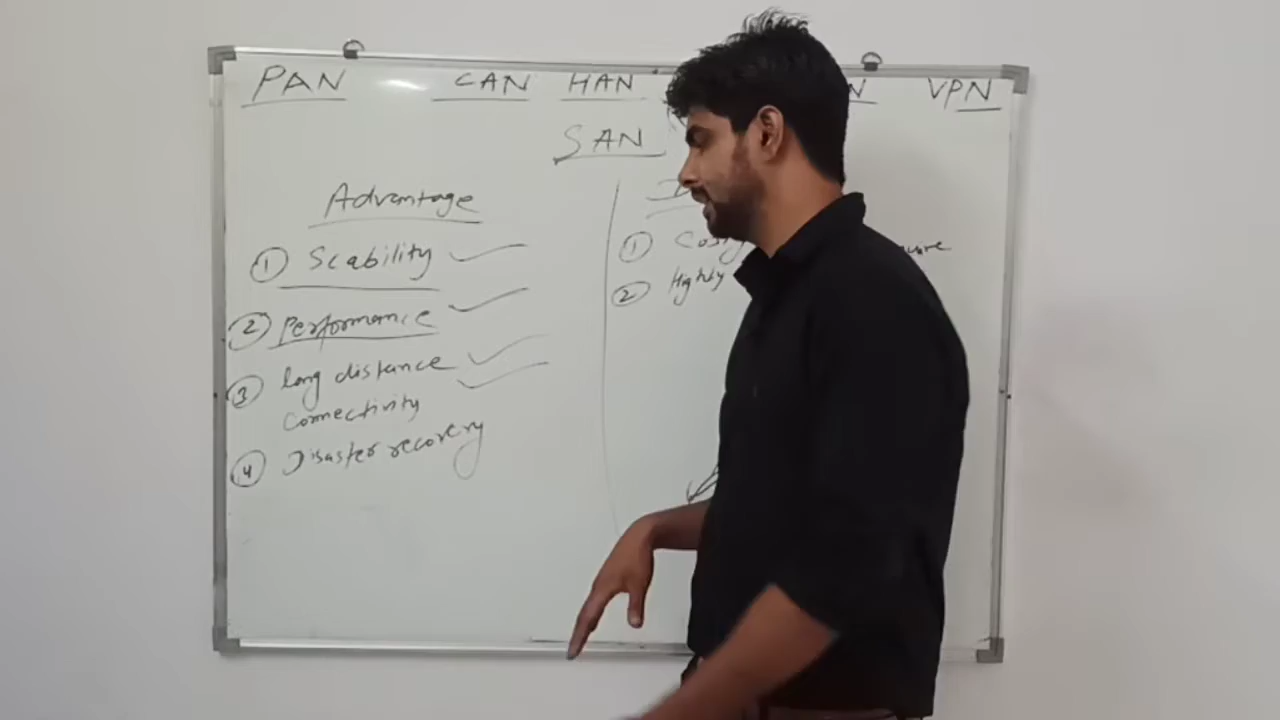 PAN CAN HAN VPN
SAN
Advantage
① Scability
② Performance
③ long distance
connectivity
④ Disaster recovery
①
② Highly